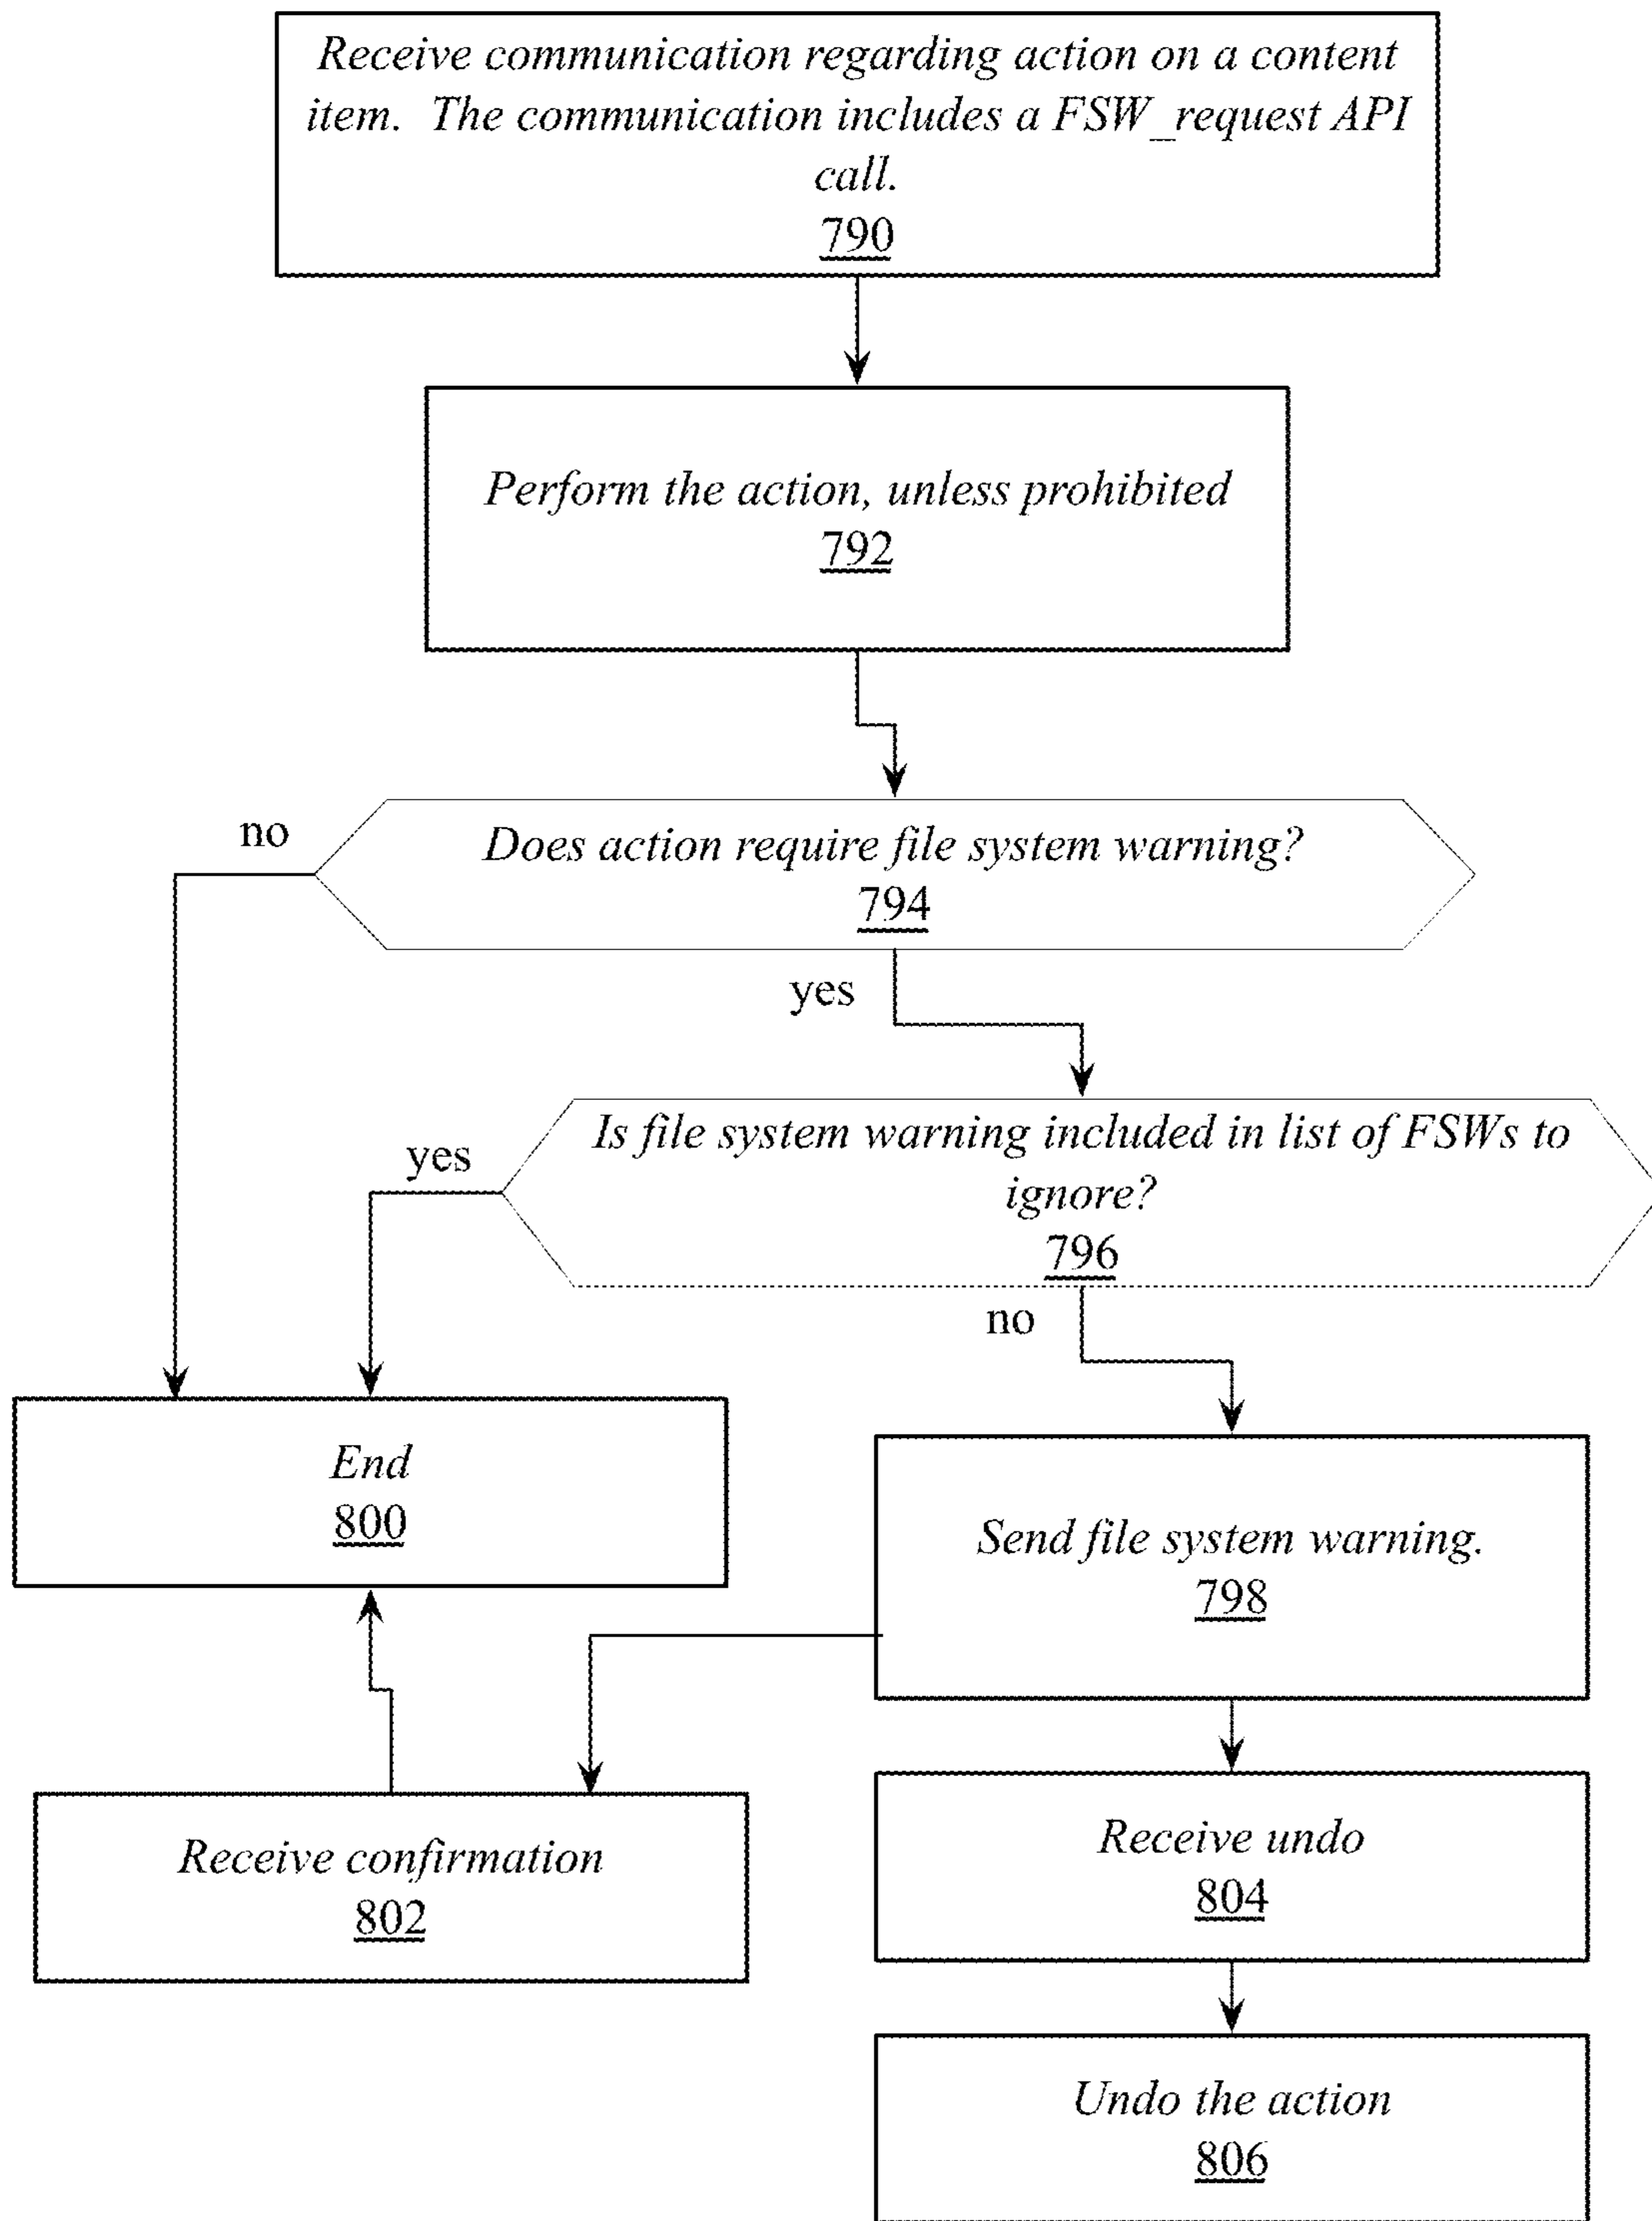 Receive communication regarding action on a content
item. The communication includes a FSW_request API
call.
790
Perform the action, unless prohibited
792
no
Does action require file system warning?
794
yes
Is file system warning included in list of FSWs to
ignore?
796
yes
no
End
800
Send file system warning.
798
Receive confirmation
802
Receive undo
804
Undo the action
806